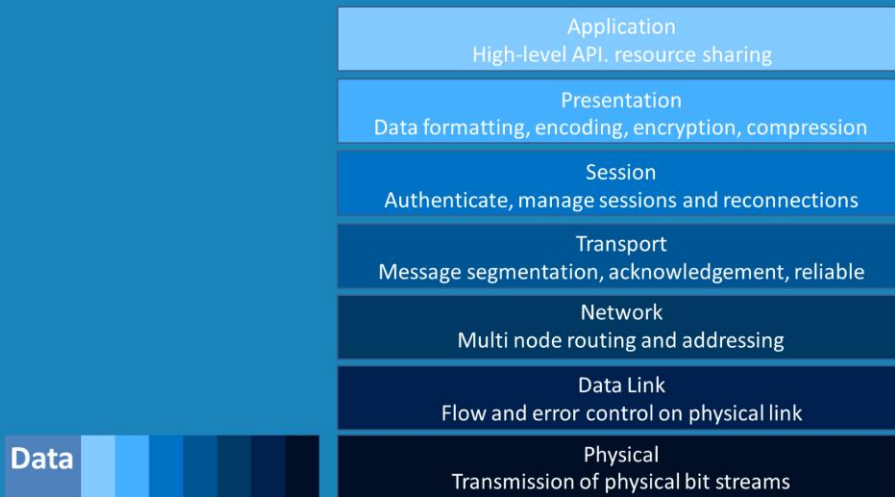 Application
High-level API. resource sharing
Presentation
Data formatting, encoding, encryption, compression
Session
Authenticate, manage sessions and reconnections
Transport
Message segmentation, acknowledgement, reliable
Network
Multi node routing and addressing
Data Link
Flow and error control on physical link
Data
Physical
Transmission of physical bit streams